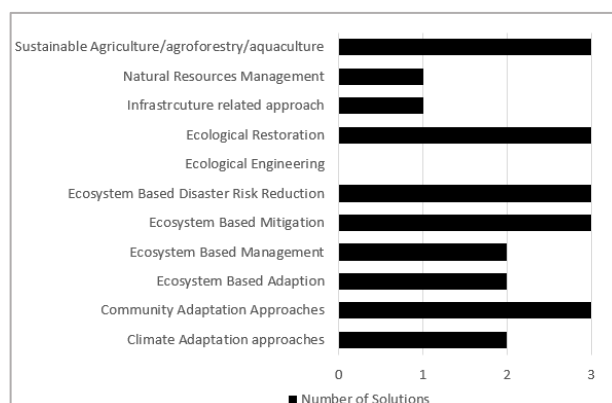 Sustainable Agriculture/agroforestry/aquaculture
Natural Resources Management
Infrastrcuture related approach
Ecological Restoration
Ecological Engineering
Ecosystem Based Disaster Risk Reduction
Ecosystem Based Mitigation
Ecosystem Based Management
Ecosystem Based Adaption
Community Adaptation Approaches
Climate Adaptation approaches
0 1 2 3
Number of Solutions